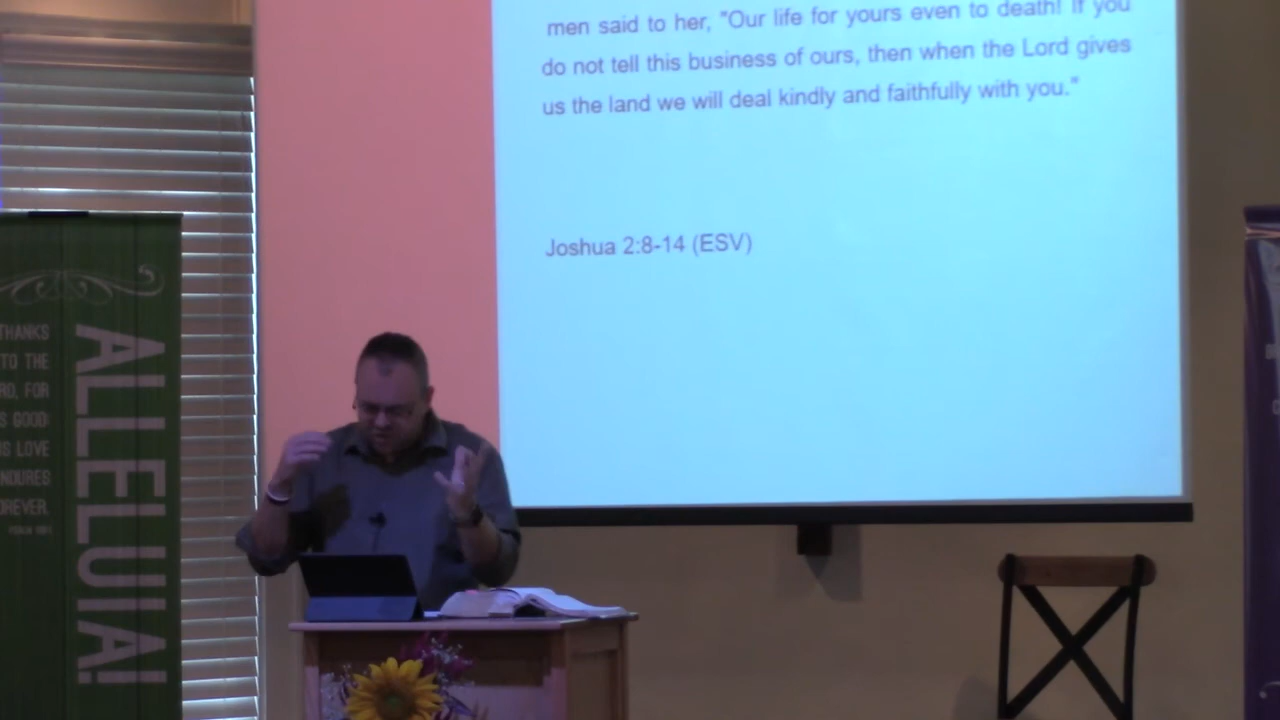 men said to her, "Our life for yours even to death! If you
do not tell this business of ours, then when the Lord gives
us the land we will deal kindly and faithfully with you."
Joshua 2:8-14 (ESV)
THANKS
TO THE
RD, FOR
S GOOD:
IS LOVE
NDURES
OREVER.
ALLELUIA!